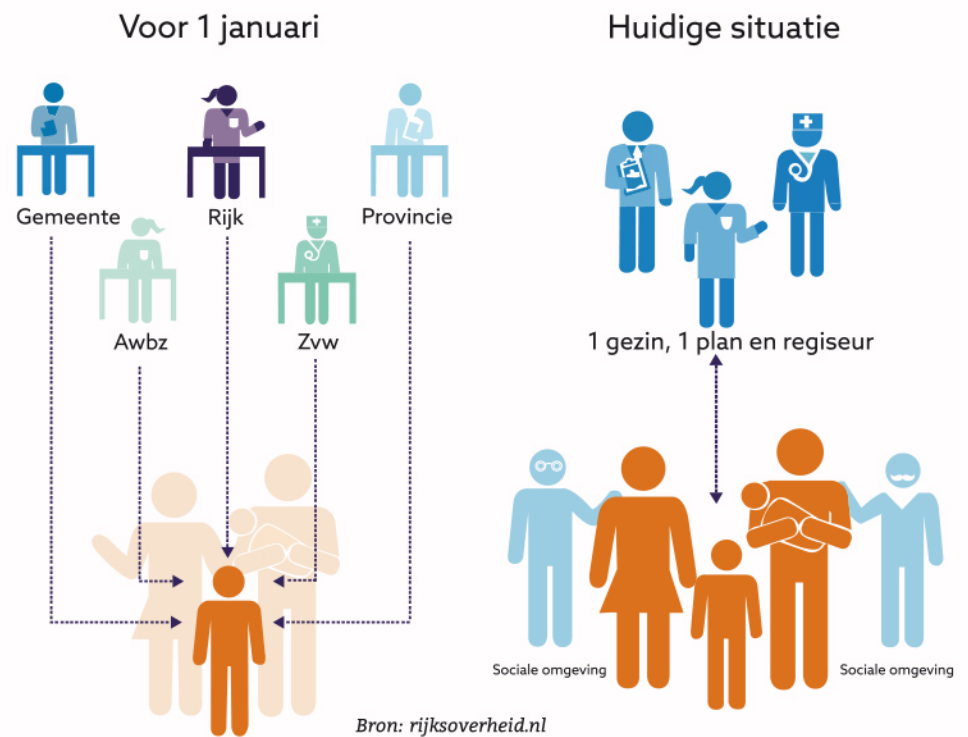 Voor 1 januari
Huidige situatie
Gemeente
Rijk
Provincie
Awbz
Zvw
1 gezin, 1 plan en regiseur
Sociale omgeving
Sociale omgeving
Bron: rijksoverheid.nl